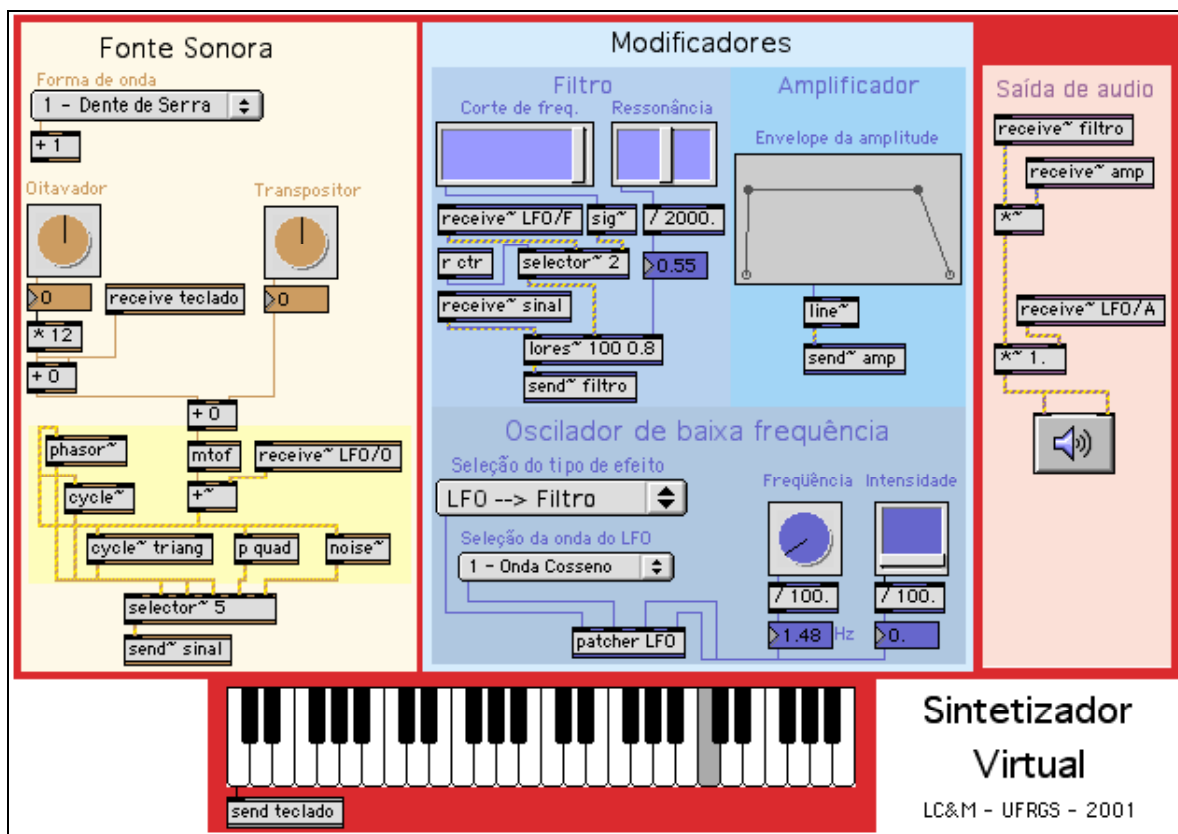 Fonte Sonora
Forma de onda
1 - Dente de Serra
+ 1
Oitavador
Transpositor
0
receive teclado
0
* 12
+ 0
+ 0
phasor~
mtof
receive~ LFO/O
cycle~
+~
cycle~ triang
p quad
noise~
selector~ 5
send~ sinal
Modificadores
Filtro
Corte de freq.
Ressonância
receive~ LFO/F
sig~
/ 2000.
r ctr
selector~ 2
0.55
receive~ sinal
lores~ 100 0.8
send~ filtro
Amplificador
Envelope da amplitude
line~
send~ amp
Oscilador de baixa frequência
Seleção do tipo de efeito
LFO --> Filtro
Seleção da onda do LFO
1 - Onda Cosseno
Freqüência
Intensidade
/ 100.
/ 100.
patcher LFO
1.48 Hz
0.
Saída de audio
receive~ filtro
receive~ amp
*~
receive~ LFO/A
*~ 1.
send teclado
Sintetizador
Virtual
LC&M - UFRGS - 2001